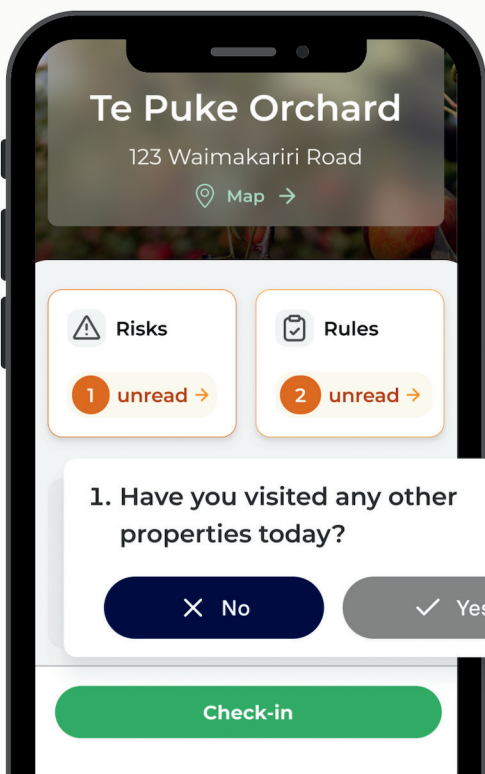 Te Puke Orchard
123 Waimakariri Road
Map
Risks
Rules
1 unread
2 unread
1. Have you visited any other
properties today?
No
Yes
Check-in